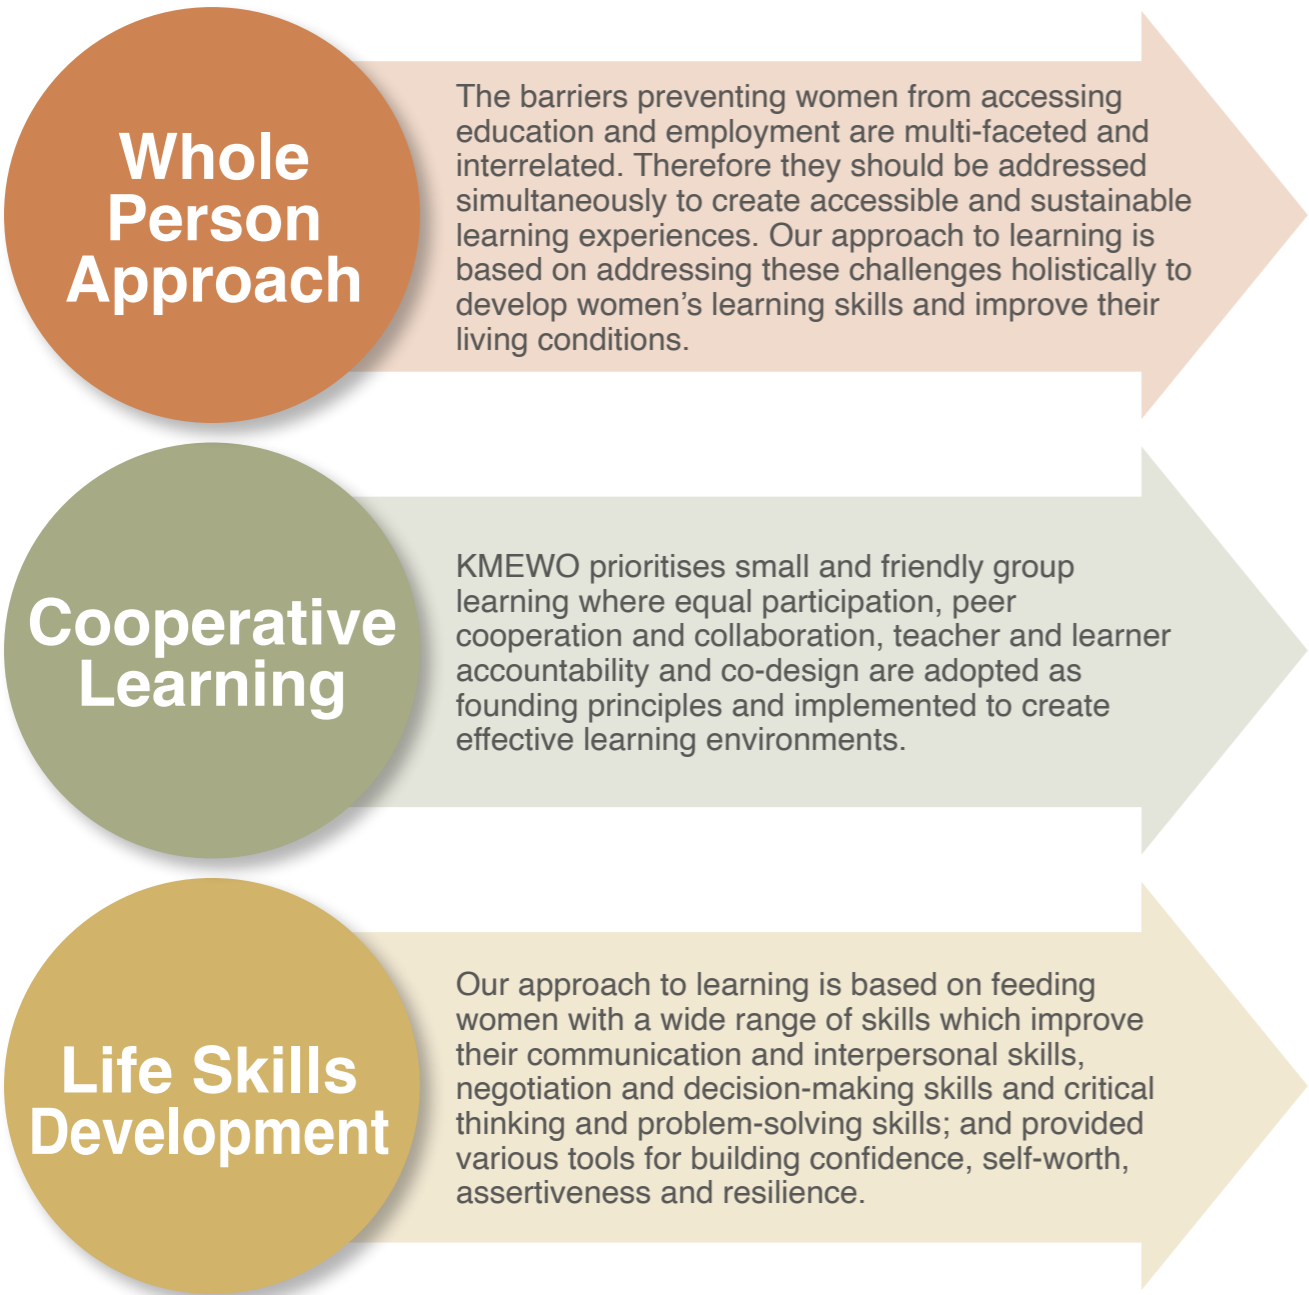 Whole
Person
Approach
The barriers preventing women from accessing
education and employment are multi-faceted and
interrelated. Therefore they should be addressed
simultaneously to create accessible and sustainable
learning experiences. Our approach to learning is
based on addressing these challenges holistically to
develop women’s learning skills and improve their
living conditions.
Cooperative
Learning
KMEWO prioritises small and friendly group
learning where equal participation, peer
cooperation and collaboration, teacher and learner
accountability and co-design are adopted as
founding principles and implemented to create
effective learning environments.
Life Skills
Development
Our approach to learning is based on feeding
women with a wide range of skills which improve
their communication and interpersonal skills,
negotiation and decision-making skills and critical
thinking and problem-solving skills; and provided
various tools for building confidence, self-worth,
assertiveness and resilience.